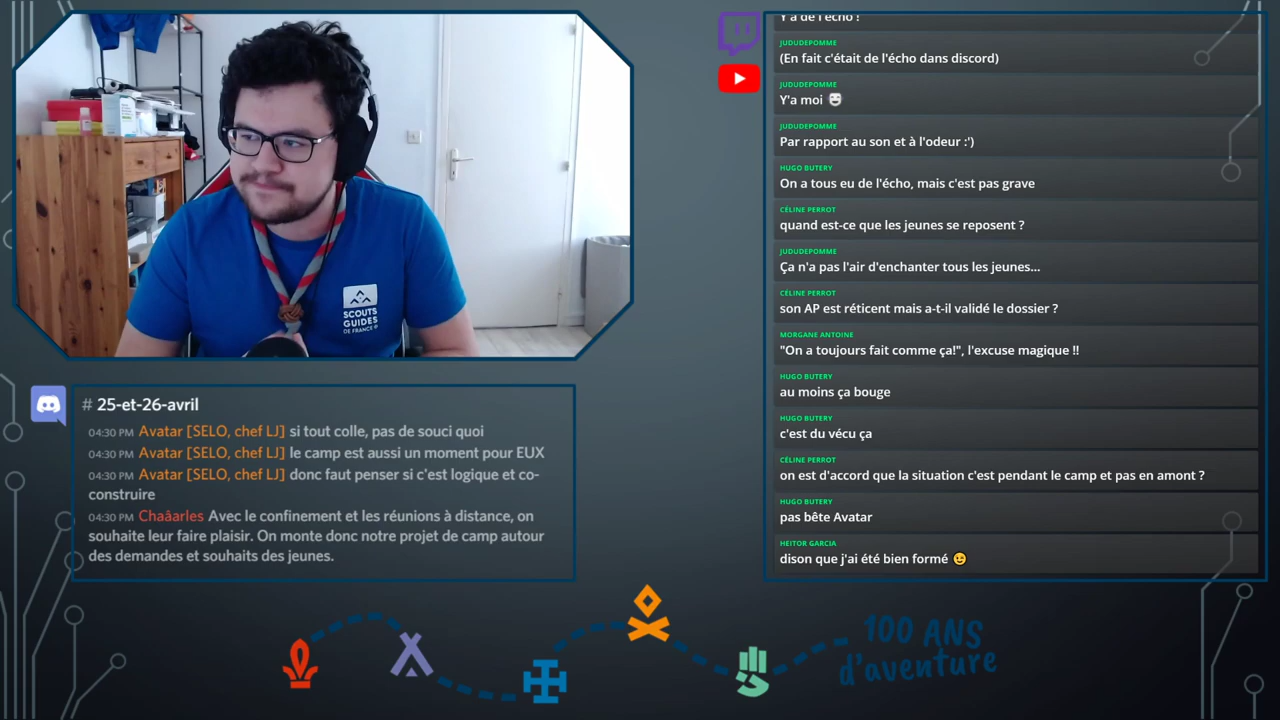 SCOUTS
GUIDES
DE FRANCE
# 25-et-26-avril
04:30 PM Avatar [SELO, chef LJ] si tout colle, pas de souci quoi
04:30 PM Avatar [SELO, chef LJ] le camp est aussi un moment pour EUX
04:30 PM Avatar [SELO, chef LJ] donc faut penser si c'est logique et co-
construire
04:30 PM Chaâarles Avec le confinement et les réunions à distance, on
souhaite leur faire plaisir. On monte donc notre projet de camp autour
des demandes et souhaits des jeunes.
Y a de l'écho !
JUDUDEPOMME
(En fait c'était de l'écho dans discord)
JUDUDEPOMME
Y'a moi
JUDUDEPOMME
Par rapport au son et à l'odeur :')
HUGO BUTERY
On a tous eu de l'écho, mais c'est pas grave
CÉLINE PERROT
quand est-ce que les jeunes se reposent ?
JUDUDEPOMME
Ça n'a pas l'air d'enchanter tous les jeunes...
CÉLINE PERROT
son AP est réticent mais a-t-il validé le dossier ?
MORGANE ANTOINE
"On a toujours fait comme ça!", l'excuse magique !!
HUGO BUTERY
au moins ça bouge
HUGO BUTERY
c'est du vécu ça
CÉLINE PERROT
on est d'accord que la situation c'est pendant le camp et pas en amont ?
HUGO BUTERY
pas bête Avatar
HEITOR GARCIA
dison que j'ai été bien formé 😉
100 ANS
d'aventure